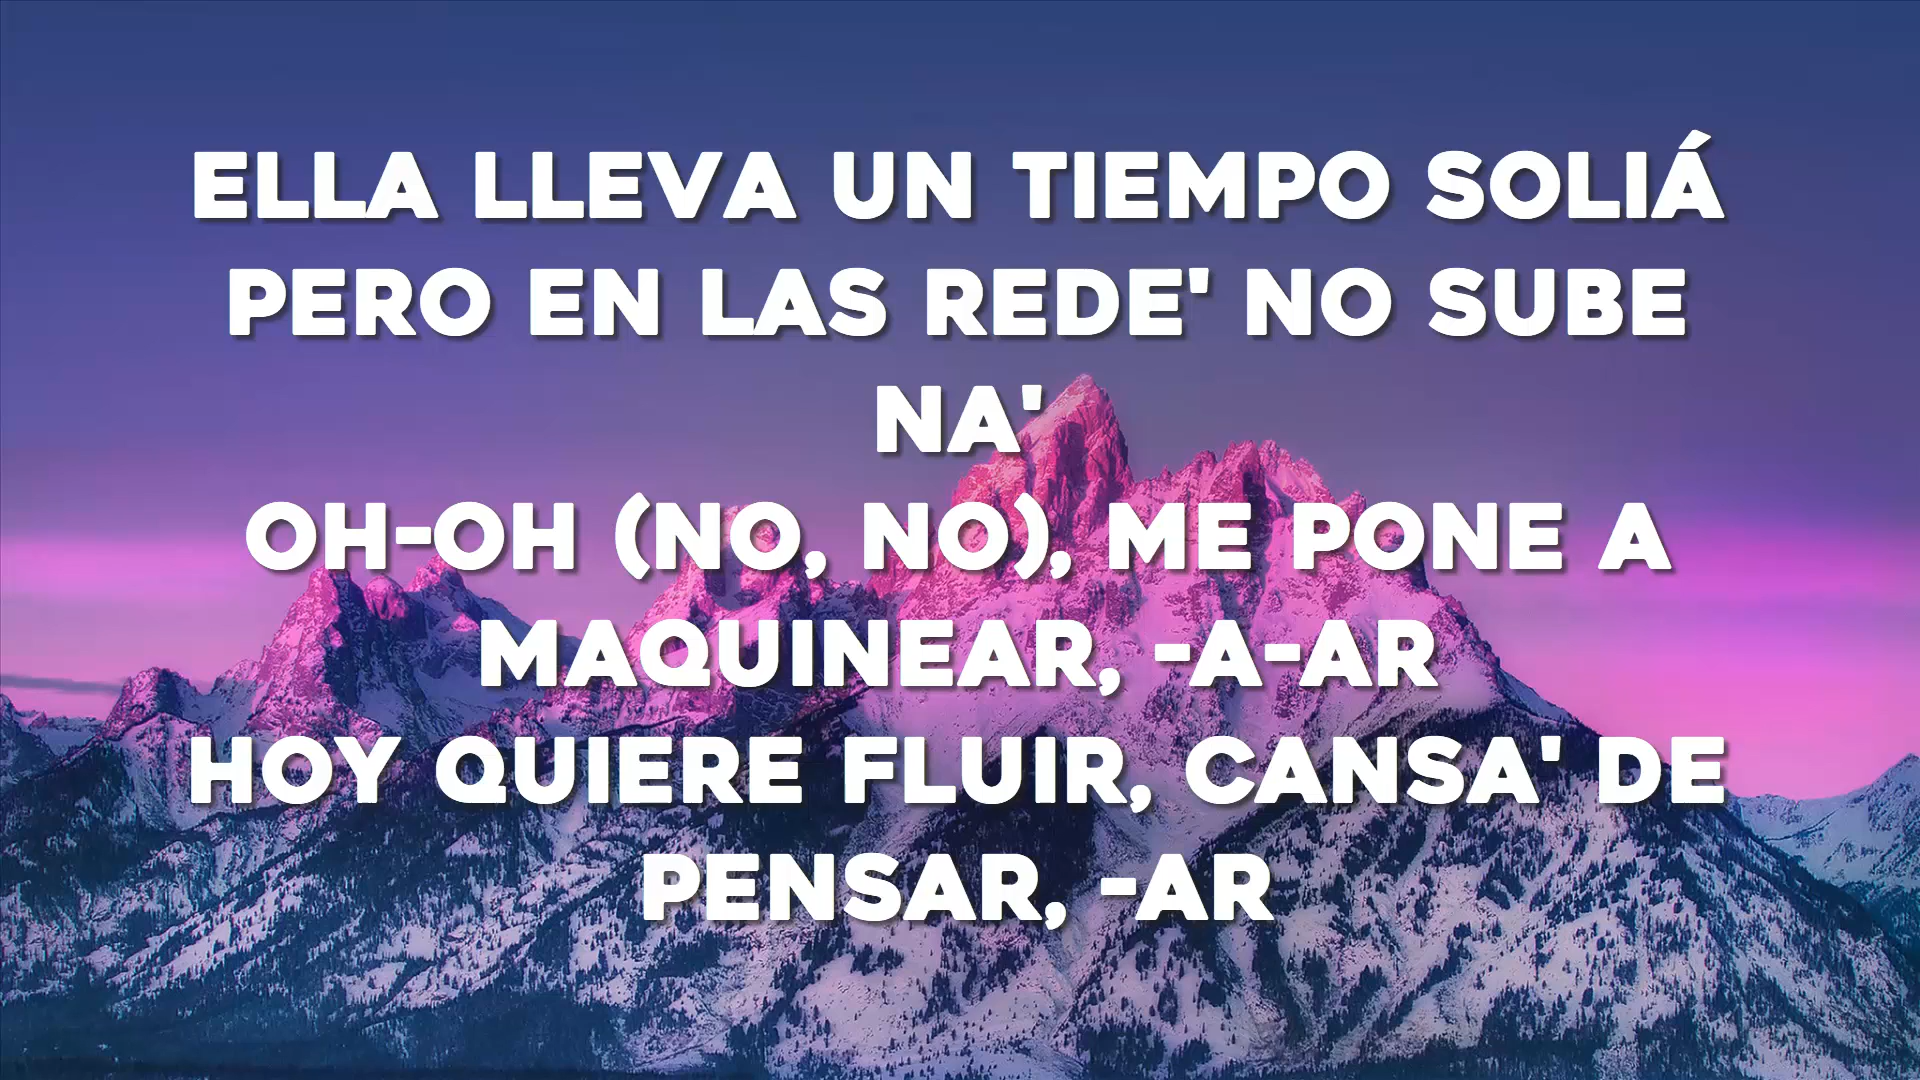 ELLA LLEVA UN TIEMPO SOLIÁ
PERO EN LAS REDE' NO SUBE
NA'
OH-OH (NO, NO), ME PONE A
MAQUINEAR, -A-AR
HOY QUIERE FLUIR, CANSA' DE
PENSAR, -AR